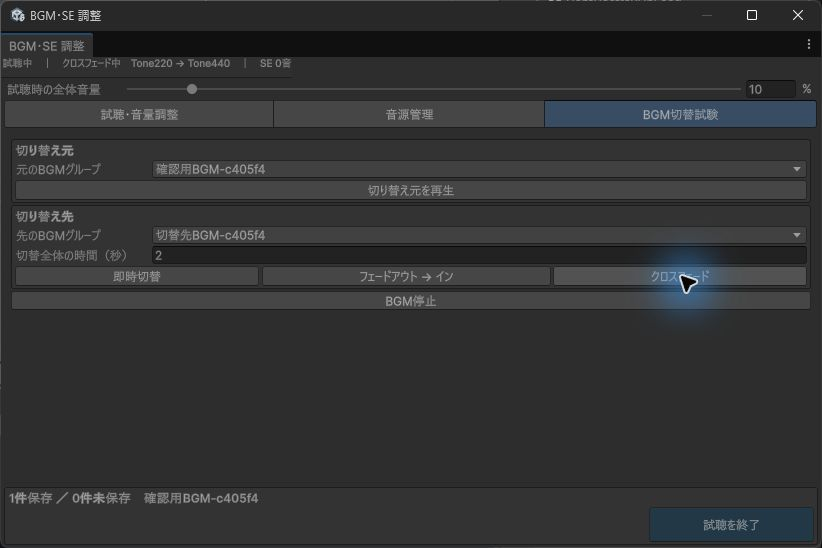 BGM・SE 調整
BGM・SE 調整
試聴中 | クロスフェード中 Tone220 → Tone440 | SE 0音
試聴時の全体音量 10 %
試聴・音量調整 音源管理 BGM切替試験
切り替え元
元のBGMグループ 確認用BGM-c405f4
切り替え元を再生
切り替え先
先のBGMグループ 切替先BGM-c405f4
切替全体の時間（秒） 2
即時切替 フェードアウト → イン クロスフェード
BGM停止
1件保存 ／ 0件未保存 確認用BGM-c405f4
試聴を終了